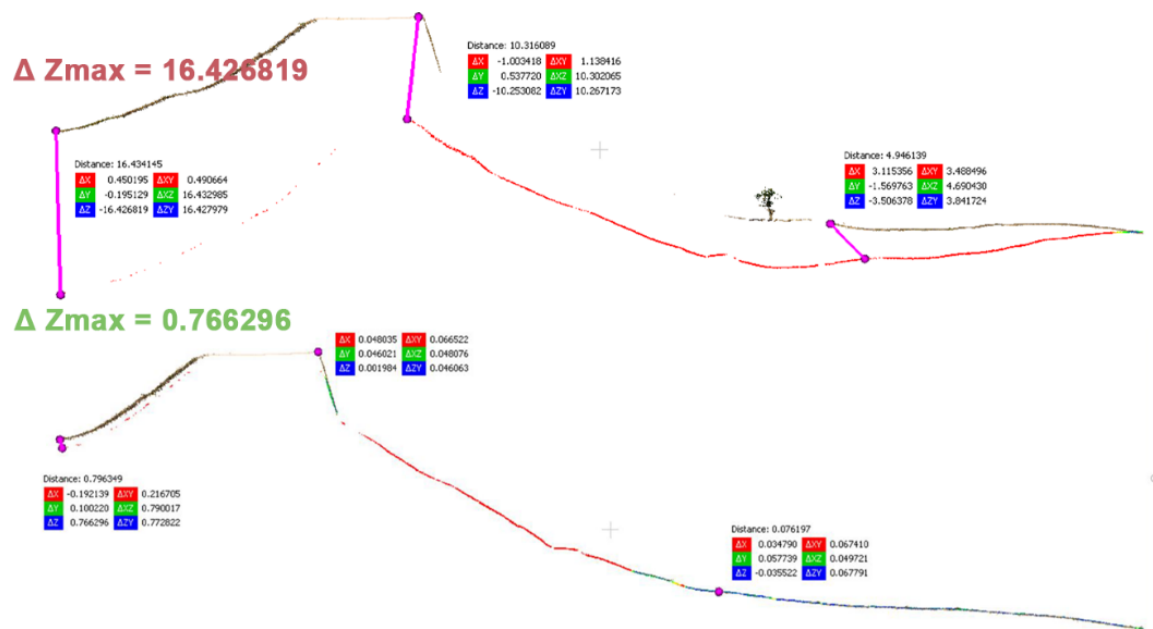 Δ Zmax = 16.426819
Distance: 10.316089
ΔX -1.003418 ΔXY 1.138416
ΔY 0.537720 ΔXZ 10.302065
ΔZ -10.253082 ΔZY 10.267173
Distance: 16.434145
ΔX 0.450195 ΔXY 0.490664
ΔY -0.195129 ΔXZ 16.432985
ΔZ -16.426819 ΔZY 16.427979
Distance: 4.946139
ΔX 3.115356 ΔXY 3.488496
ΔY -1.569763 ΔXZ 4.690430
ΔZ -3.506378 ΔZY 3.841724
Δ Zmax = 0.766296
ΔX 0.048035 ΔXY 0.066522
ΔY 0.046021 ΔXZ 0.048076
ΔZ 0.001984 ΔZY 0.046063
Distance: 0.796349
ΔX -0.192139 ΔXY 0.216705
ΔY 0.100220 ΔXZ 0.790017
ΔZ 0.766296 ΔZY 0.772822
Distance: 0.076197
ΔX 0.034790 ΔXY 0.067410
ΔY 0.057739 ΔXZ 0.049721
ΔZ -0.035522 ΔZY 0.067791